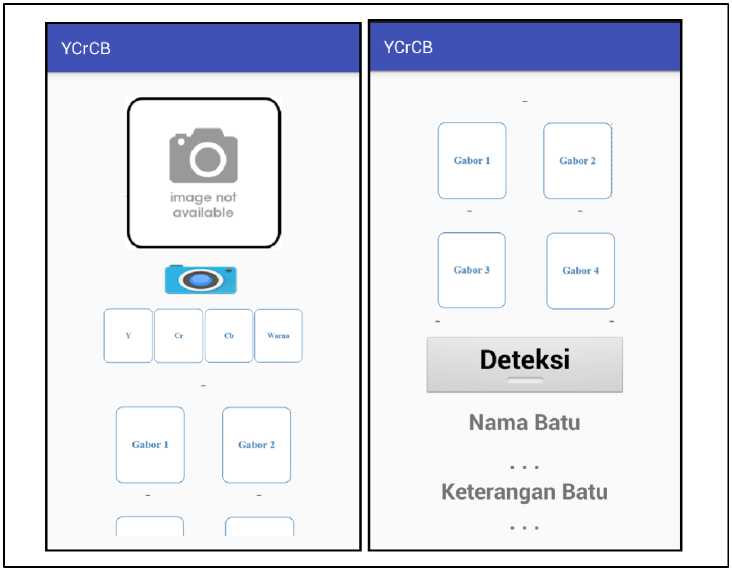 YCrCB
image not
available
Y Cr Cb Warna
-
Gabor 1 Gabor 2
- -
YCrCB
-
Gabor 1 Gabor 2
- -
Gabor 3 Gabor 4
- -
Deteksi
Nama Batu
...
Keterangan Batu
...